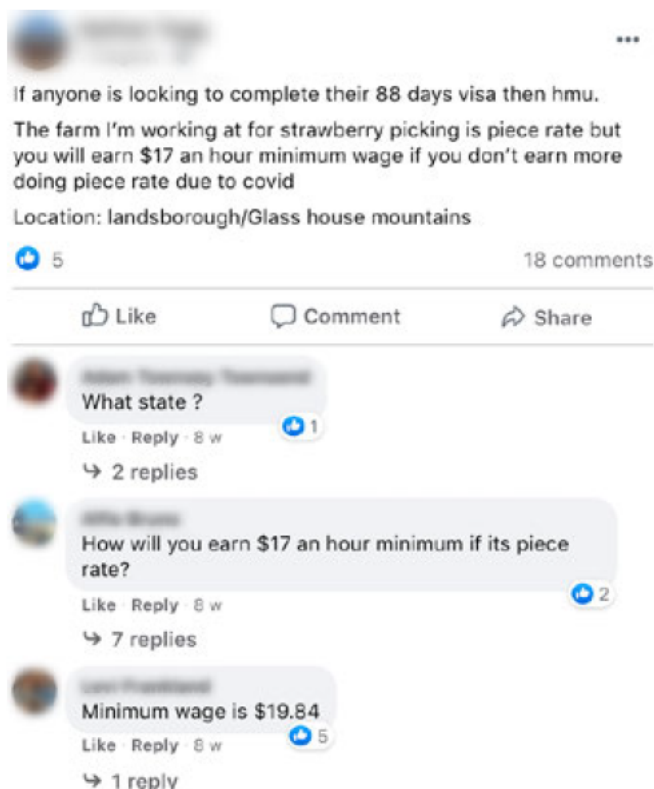 If anyone is looking to complete their 88 days visa then hmu.
The farm I'm working at for strawberry picking is piece rate but
you will earn $17 an hour minimum wage if you don't earn more
doing piece rate due to covid
Location: landsborough/Glass house mountains
5 18 comments
Like Comment Share
What state ?
1
Like · Reply · 8 w
2 replies
How will you earn $17 an hour minimum if its piece
rate?
2
Like · Reply · 8 w
7 replies
Minimum wage is $19.84
5
Like · Reply · 8 w
1 reply